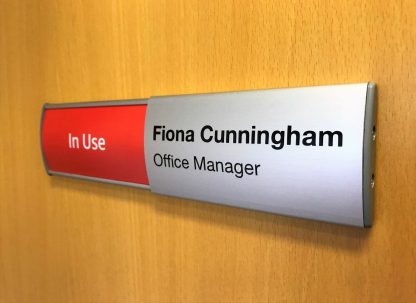 In Use
Fiona Cunningham
Office Manager